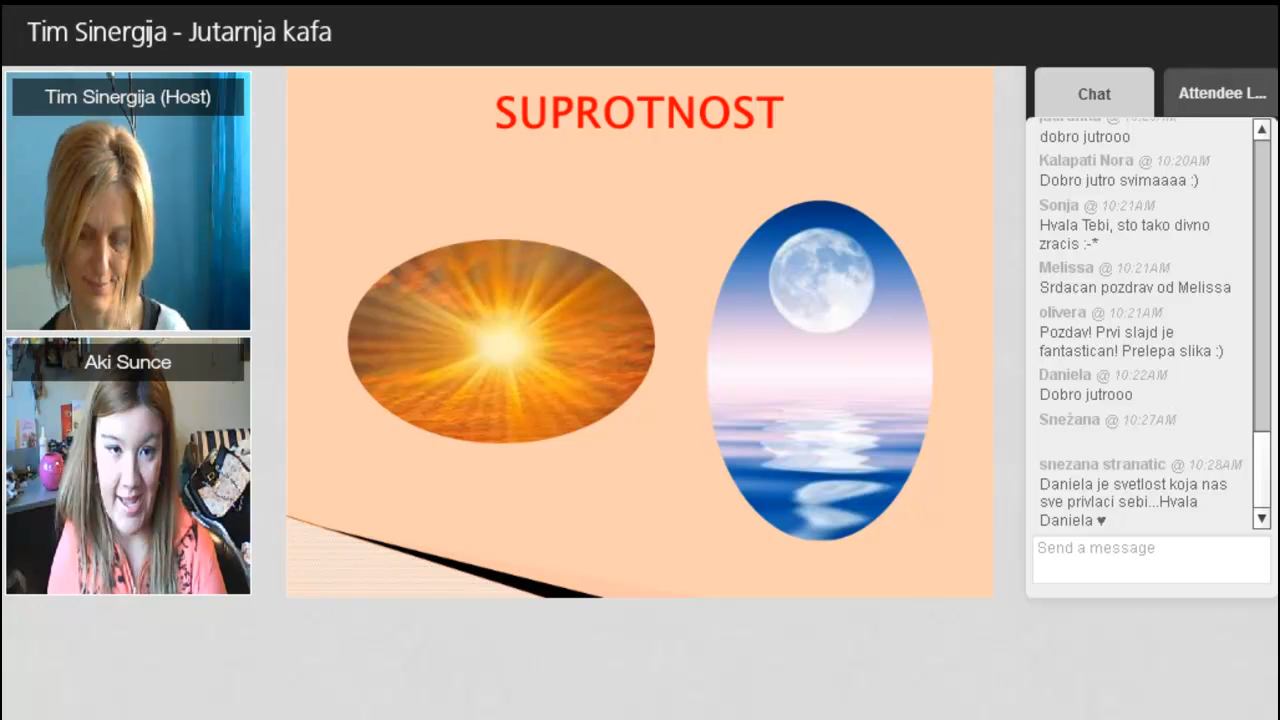 Tim Sinergija - Jutarnja kafa
Tim Sinergija (Host)
Aki Sunce
SUPROTNOST
Chat
Attendee L...
dobro jutrooo
Kalapati Nora @ 10:20AM
Dobro jutro svimaaaa :)
Sonja @ 10:21AM
Hvala Tebi, sto tako divno
zracis :-*
Melissa @ 10:21AM
Srdacan pozdrav od Melissa
olivera @ 10:21AM
Pozdav! Prvi slajd je
fantastican! Prelepa slika :)
Daniela @ 10:22AM
Dobro jutrooo
Snežana @ 10:27AM
snezana stranatic @ 10:28AM
Daniela je svetlost koja nas
sve privlaci sebi...Hvala
Daniela ♥
Send a message